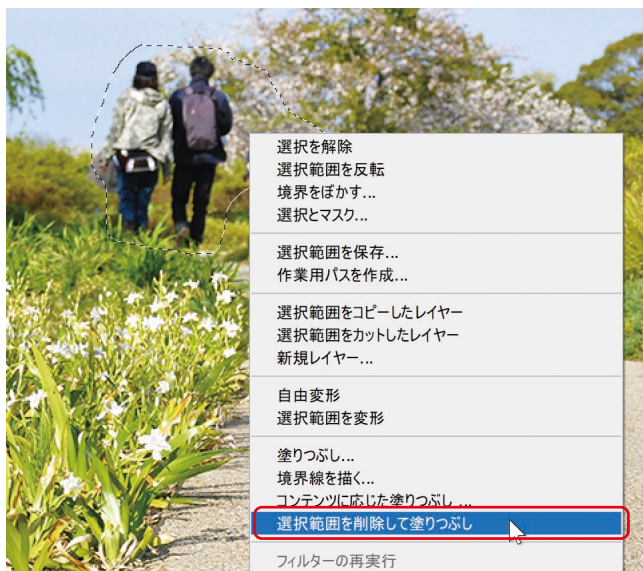 選択を解除
選択範囲を反転
境界をぼかす...
選択とマスク...
選択範囲を保存...
作業用パスを作成...
選択範囲をコピーしたレイヤー
選択範囲をカットしたレイヤー
新規レイヤー...
自由変形
選択範囲を変形
塗りつぶし...
境界線を描く...
コンテンツに応じた塗りつぶし ...
選択範囲を削除して塗りつぶし
フィルターの再実行